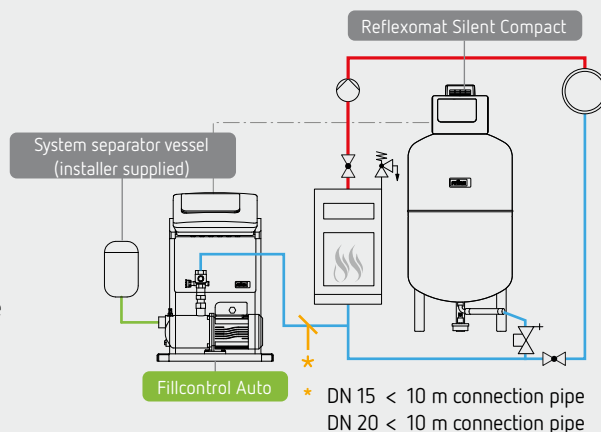 Reflexomat Silent Compact
System separator vessel
(installer supplied)
Fillcontrol Auto
* DN 15 < 10 m connection pipe
DN 20 < 10 m connection pipe